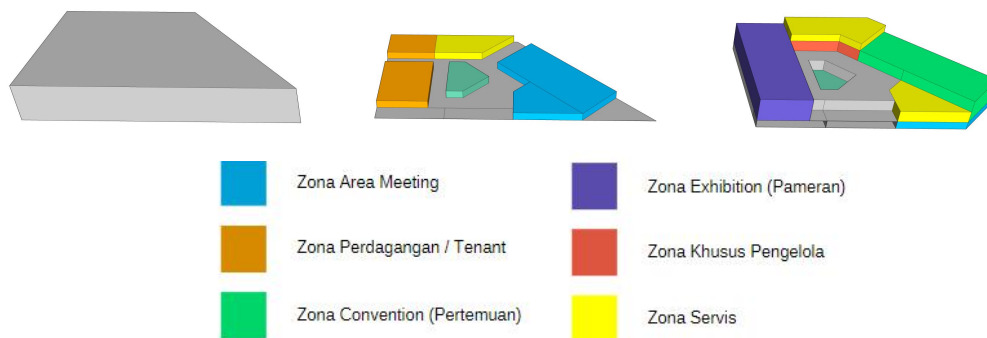 Zona Area Meeting
Zona Exhibition (Pameran)
Zona Perdagangan / Tenant
Zona Khusus Pengelola
Zona Convention (Pertemuan)
Zona Servis